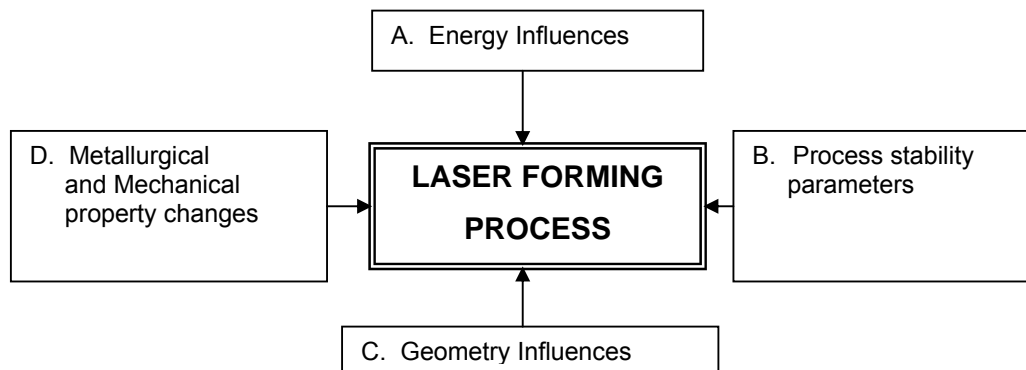 A. Energy Influences
D. Metallurgical
and Mechanical
property changes
LASER FORMING
PROCESS
B. Process stability
parameters
C. Geometry Influences